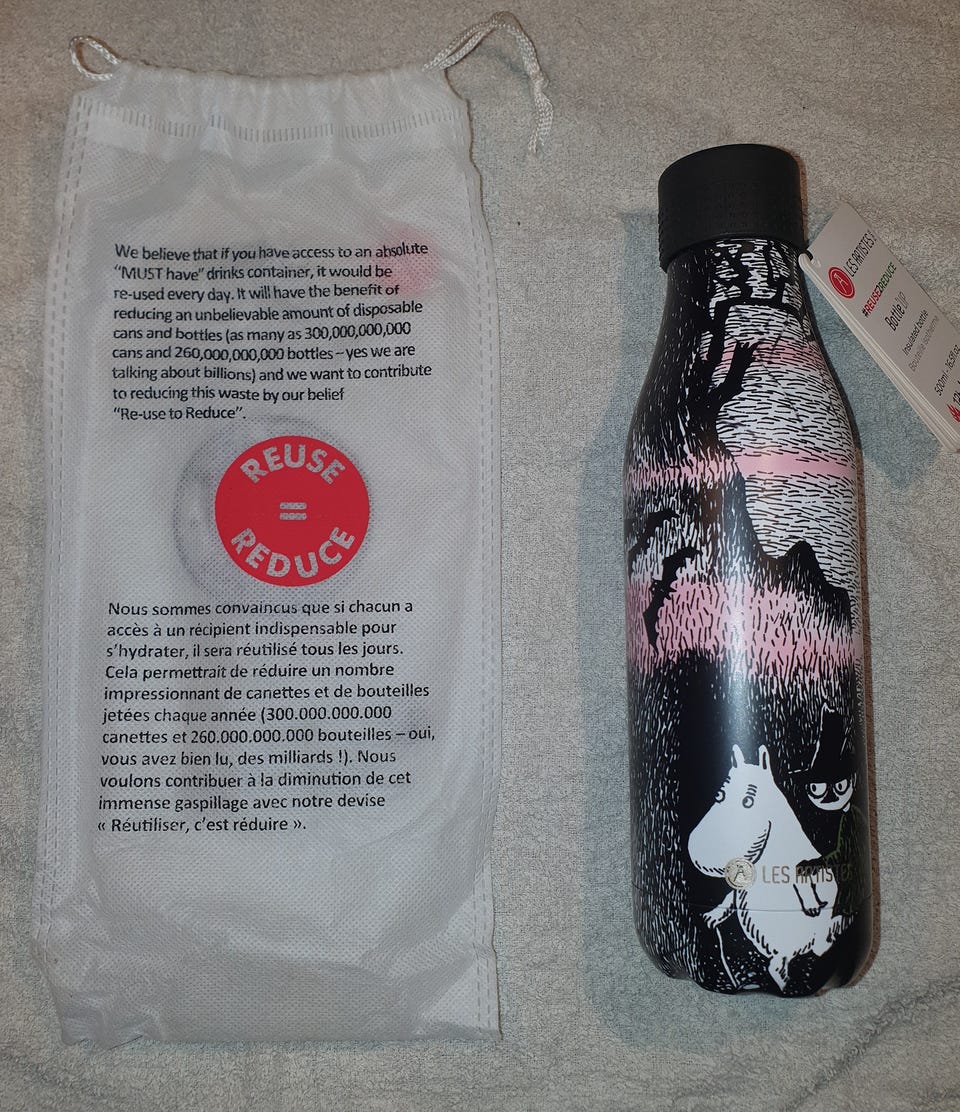 We believe that if you have access to an absolute
“MUST have” drinks container, it would be
re-used every day. It will have the benefit of
reducing an unbelievable amount of disposable
cans and bottles (as many as 300,000,000,000
cans and 260,000,000,000 bottles – yes we are
talking about billions) and we want to contribute
to reducing this waste by our belief
“Re-use to Reduce”.
REUSE
=
REDUCE
Nous sommes convaincus que si chacun a
accès à un récipient indispensable pour
s’hydrater, il sera réutilisé tous les jours.
Cela permettrait de réduire un nombre
impressionnant de canettes et de bouteilles
jetées chaque année (300.000.000.000
canettes et 260.000.000.000 bouteilles – oui,
vous avez bien lu, des milliards !). Nous
voulons contribuer à la diminution de cet
immense gaspillage avec notre devise
« Réutiliser, c’est réduire ».
LES ARTISTES
#REUSE2REDUCE
Bottle'UP
Insulated bottle
Bouteille isotherme
500ml -
LES ARTISTES